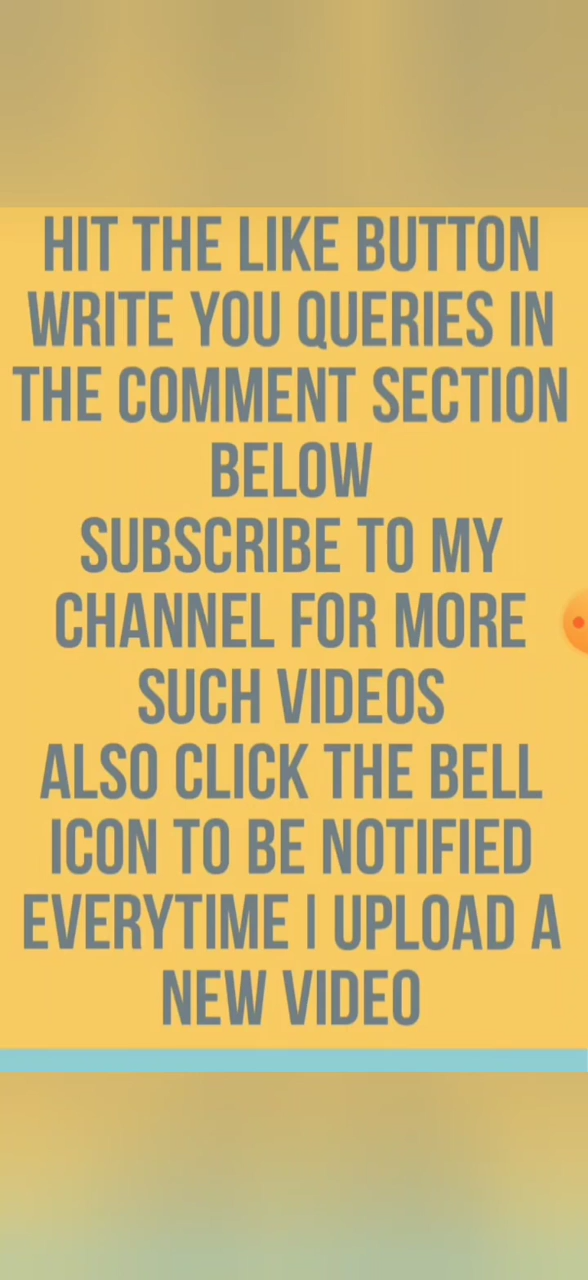 HIT THE LIKE BUTTON
WRITE YOU QUERIES IN
THE COMMENT SECTION
BELOW
SUBSCRIBE TO MY
CHANNEL FOR MORE
SUCH VIDEOS
ALSO CLICK THE BELL
ICON TO BE NOTIFIED
EVERYTIME I UPLOAD A
NEW VIDEO